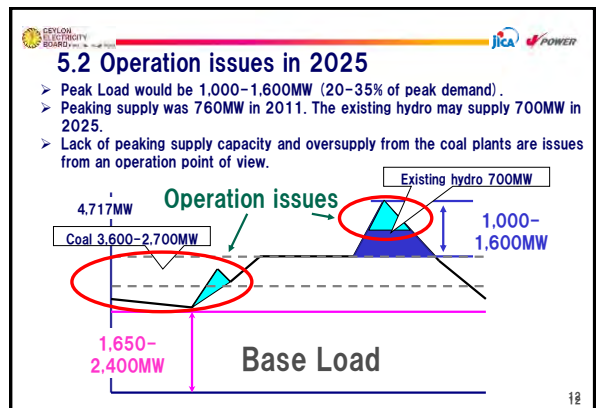 CEYLON
ELECTRICITY
BOARD
jICA POWER
5.2 Operation issues in 2025
➢ Peak Load would be 1,000-1,600MW (20-35% of peak demand).
➢ Peaking supply was 760MW in 2011. The existing hydro may supply 700MW in
2025.
➢ Lack of peaking supply capacity and oversupply from the coal plants are issues
from an operation point of view.
Existing hydro 700MW
Operation issues
4,717MW
1,000-
1,600MW
Coal 3,600-2,700MW
1,650-
2,400MW
Base Load
12